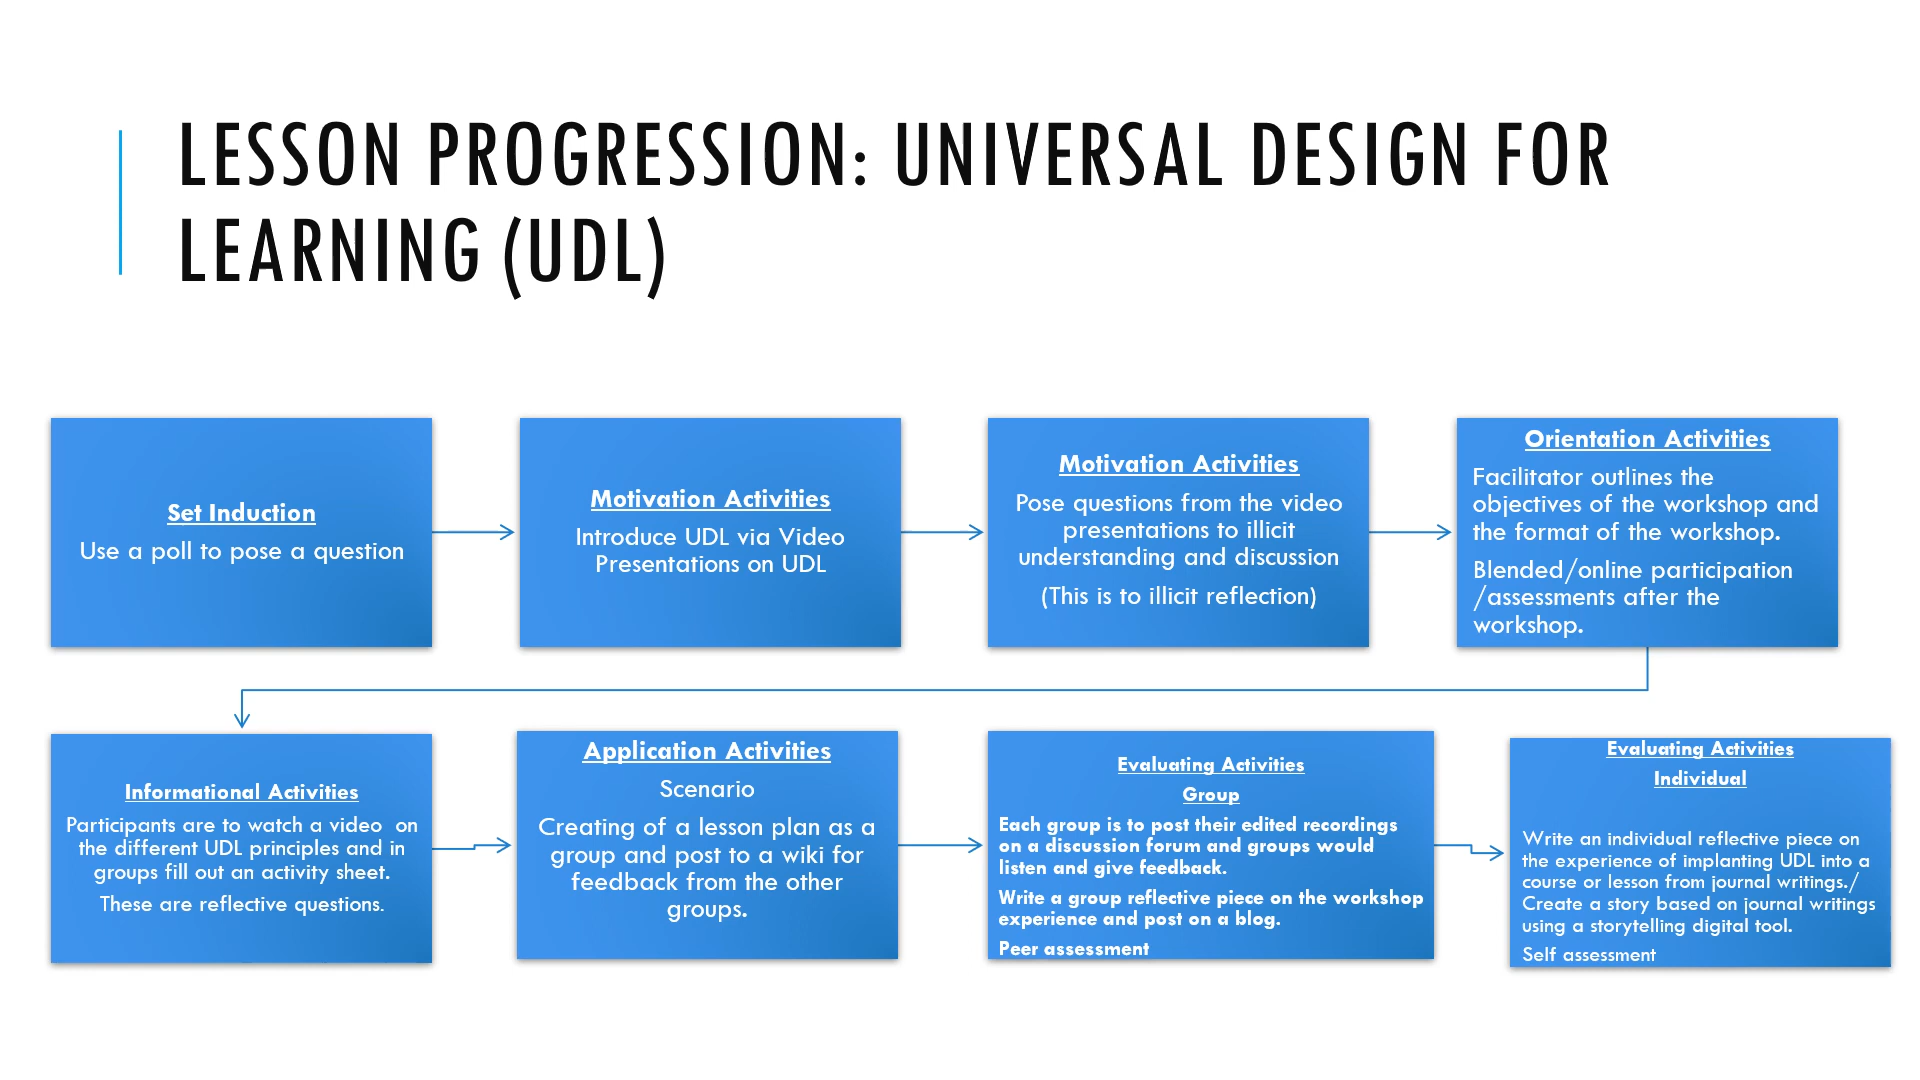 LESSON PROGRESSION: UNIVERSAL DESIGN FOR
LEARNING (UDL)
Set Induction
Use a poll to pose a question
Motivation Activities
Introduce UDL via Video
Presentations on UDL
Motivation Activities
Pose questions from the video
presentations to illicit
understanding and discussion
(This is to illicit reflection)
Orientation Activities
Facilitator outlines the
objectives of the workshop and
the format of the workshop.
Blended/online participation
/assessments after the
workshop.
Informational Activities
Participants are to watch a video  on
the different UDL principles and in
groups fill out an activity sheet.
These are reflective questions.
Application Activities
Scenario
Creating of a lesson plan as a
group and post to a wiki for
feedback from the other
groups.
Evaluating Activities
Group
Each group is to post their edited recordings
on a discussion forum and groups would
listen and give feedback.
Write a group reflective piece on the workshop
experience and post on a blog.
Peer assessment
Evaluating Activities
Individual
Write an individual reflective piece on
the experience of implanting UDL into a
course or lesson from journal writings./
Create a story based on journal writings
using a storytelling digital tool.
Self assessment